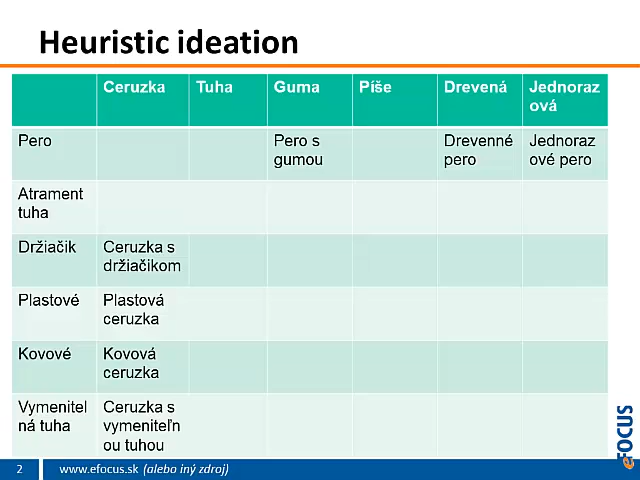 Heuristic ideation
Ceruzka Tuha Guma Píše Drevená Jednoraz
ová
Pero Pero s Drevenné Jednoraz
gumou pero ové pero
Atrament
tuha
Držiačik Ceruzka s
držiačikom
Plastové Plastová
ceruzka
Kovové Kovová
ceruzka
Vymenitel Ceruzka s
ná tuha vymeniteľn
ou tuhou
eFOCUS
2 www.efocus.sk (alebo iný zdroj)